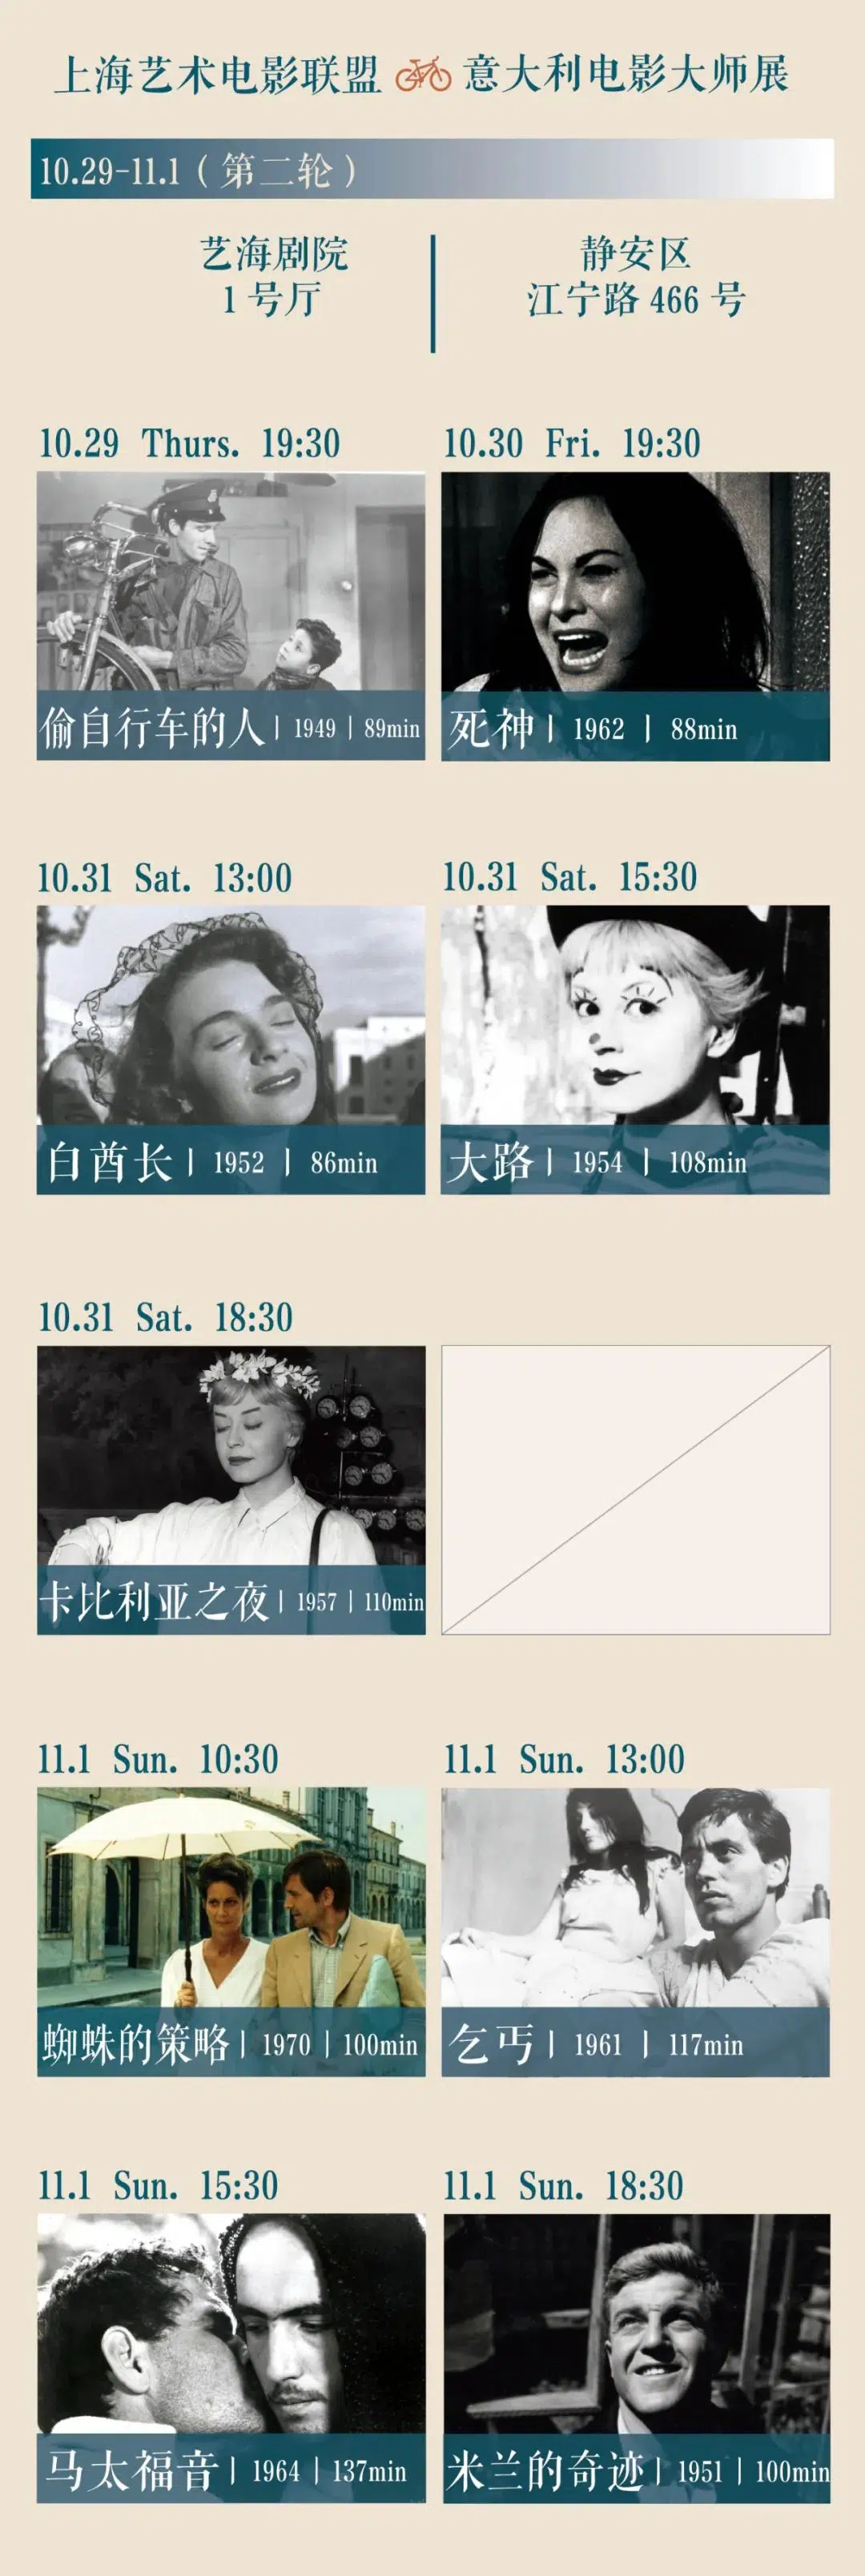 上海艺术电影联盟 意大利电影大师展
10.29-11.1（第二轮）
艺海剧院
1 号厅
静安区
江宁路 466 号
10.29 Thurs. 19:30
偷自行车的人 | 1949 | 89min
10.30 Fri. 19:30
死神 | 1962 | 88min
10.31 Sat. 13:00
白酋长 | 1952 | 86min
10.31 Sat. 15:30
大路 | 1954 | 108min
10.31 Sat. 18:30
卡比利亚之夜 | 1957 | 110min
11.1 Sun. 10:30
蜘蛛的策略 | 1970 | 100min
11.1 Sun. 13:00
乞丐 | 1961 | 117min
11.1 Sun. 15:30
马太福音 | 1964 | 137min
11.1 Sun. 18:30
米兰的奇迹 | 1951 | 100min